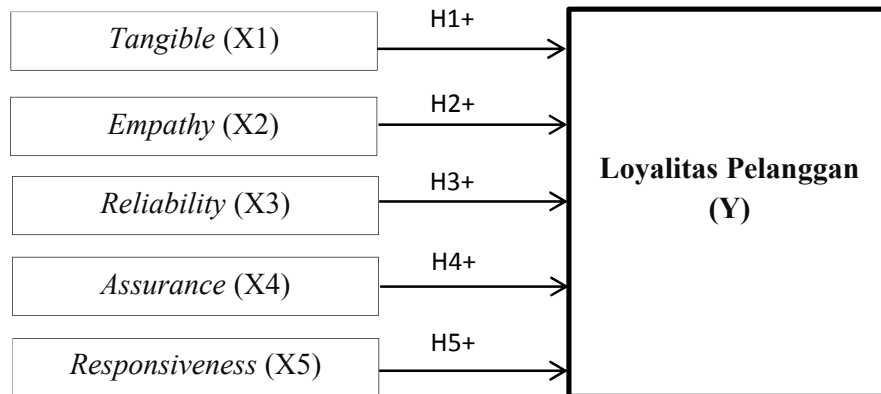 Tangible (X1)
H1+
Empathy (X2)
H2+
Reliability (X3)
H3+
Assurance (X4)
H4+
Responsiveness (X5)
H5+
Loyalitas Pelanggan
(Y)